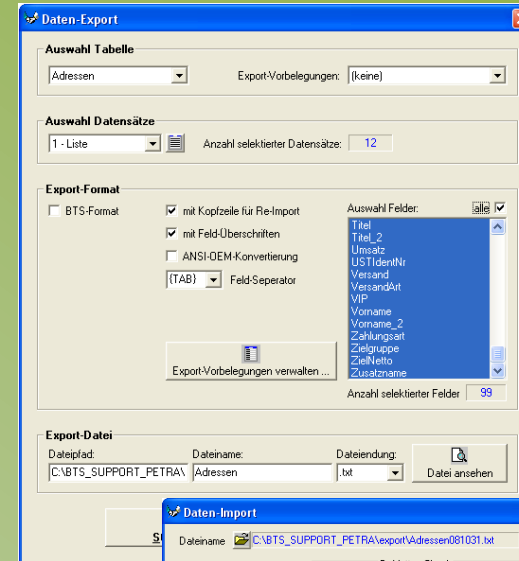 Daten-Export
Auswahl Tabelle
Adressen Export-Vorbelegungen: (keine)
Auswahl Datensätze
1 - Liste Anzahl selektierter Datensätze: 12
Export-Format
BTS-Format mit Kopfzeile für Re-Import Auswahl Felder: alle
mit Feld-Überschriften
ANSI-OEM-Konvertierung
{TAB} Feld-Seperator
Titel
Titel_2
Umsatz
USTIdentNr
Versand
VersandArt
VIP
Vorname
Vorname_2
Zahlungsart
Zielgruppe
ZielNetto
Zusatzname
Export-Vorbelegungen verwalten ...
Anzahl selektierter Felder 99
Export-Datei
Dateipfad: Dateiname: Dateiendung:
C:\BTS_SUPPORT_PETRA\ Adressen .txt Datei ansehen
Daten-Import
Dateiname C:\BTS_SUPPORT_PETRA\export\Adressen081031.txt